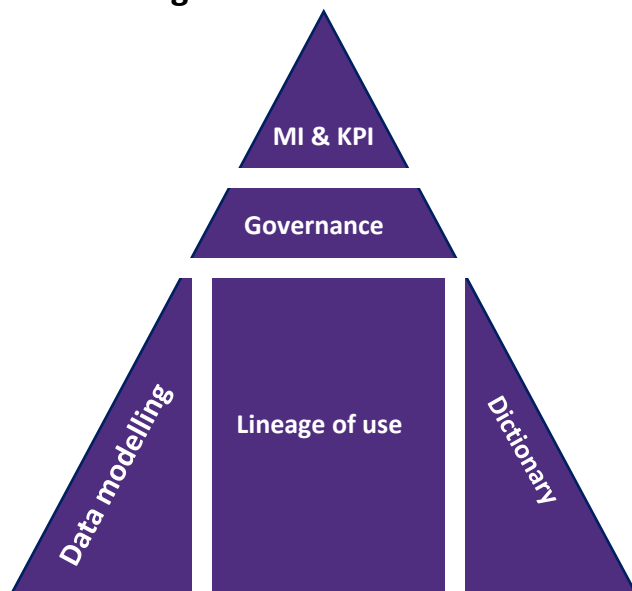 MI & KPI
Governance
Data modelling
Lineage of use
Dictionary